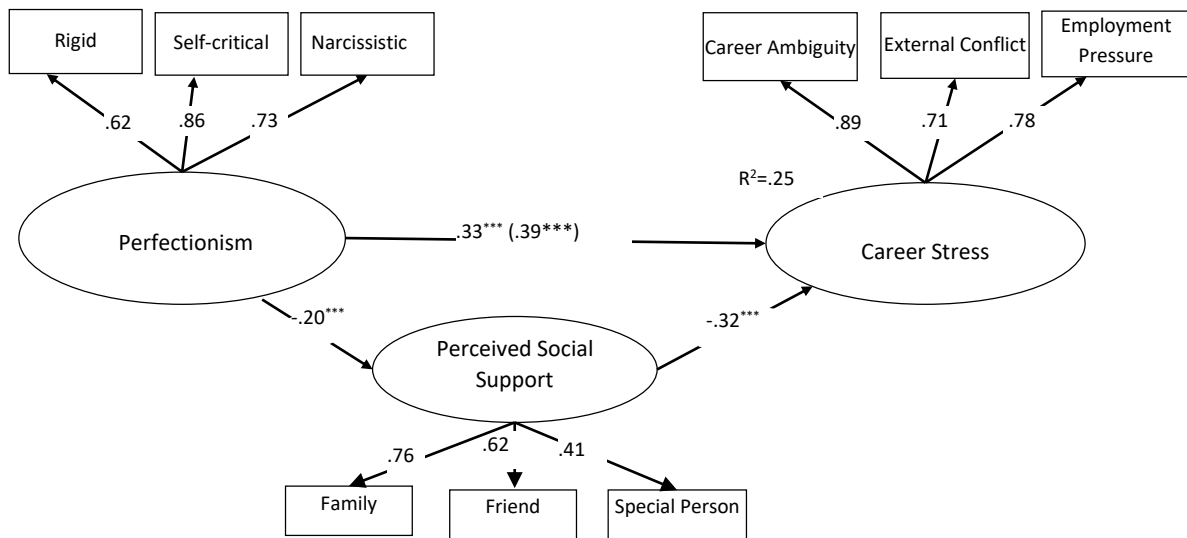 Rigid
Self-critical
Narcissistic
Career Ambiguity
External Conflict
Employment
Pressure
.62
.86
.73
.89
.71
.78
R²=.25
Perfectionism
.33*** (.39***)
Career Stress
-.20***
-.32***
Perceived Social
Support
.76
.62
.41
Family
Friend
Special Person